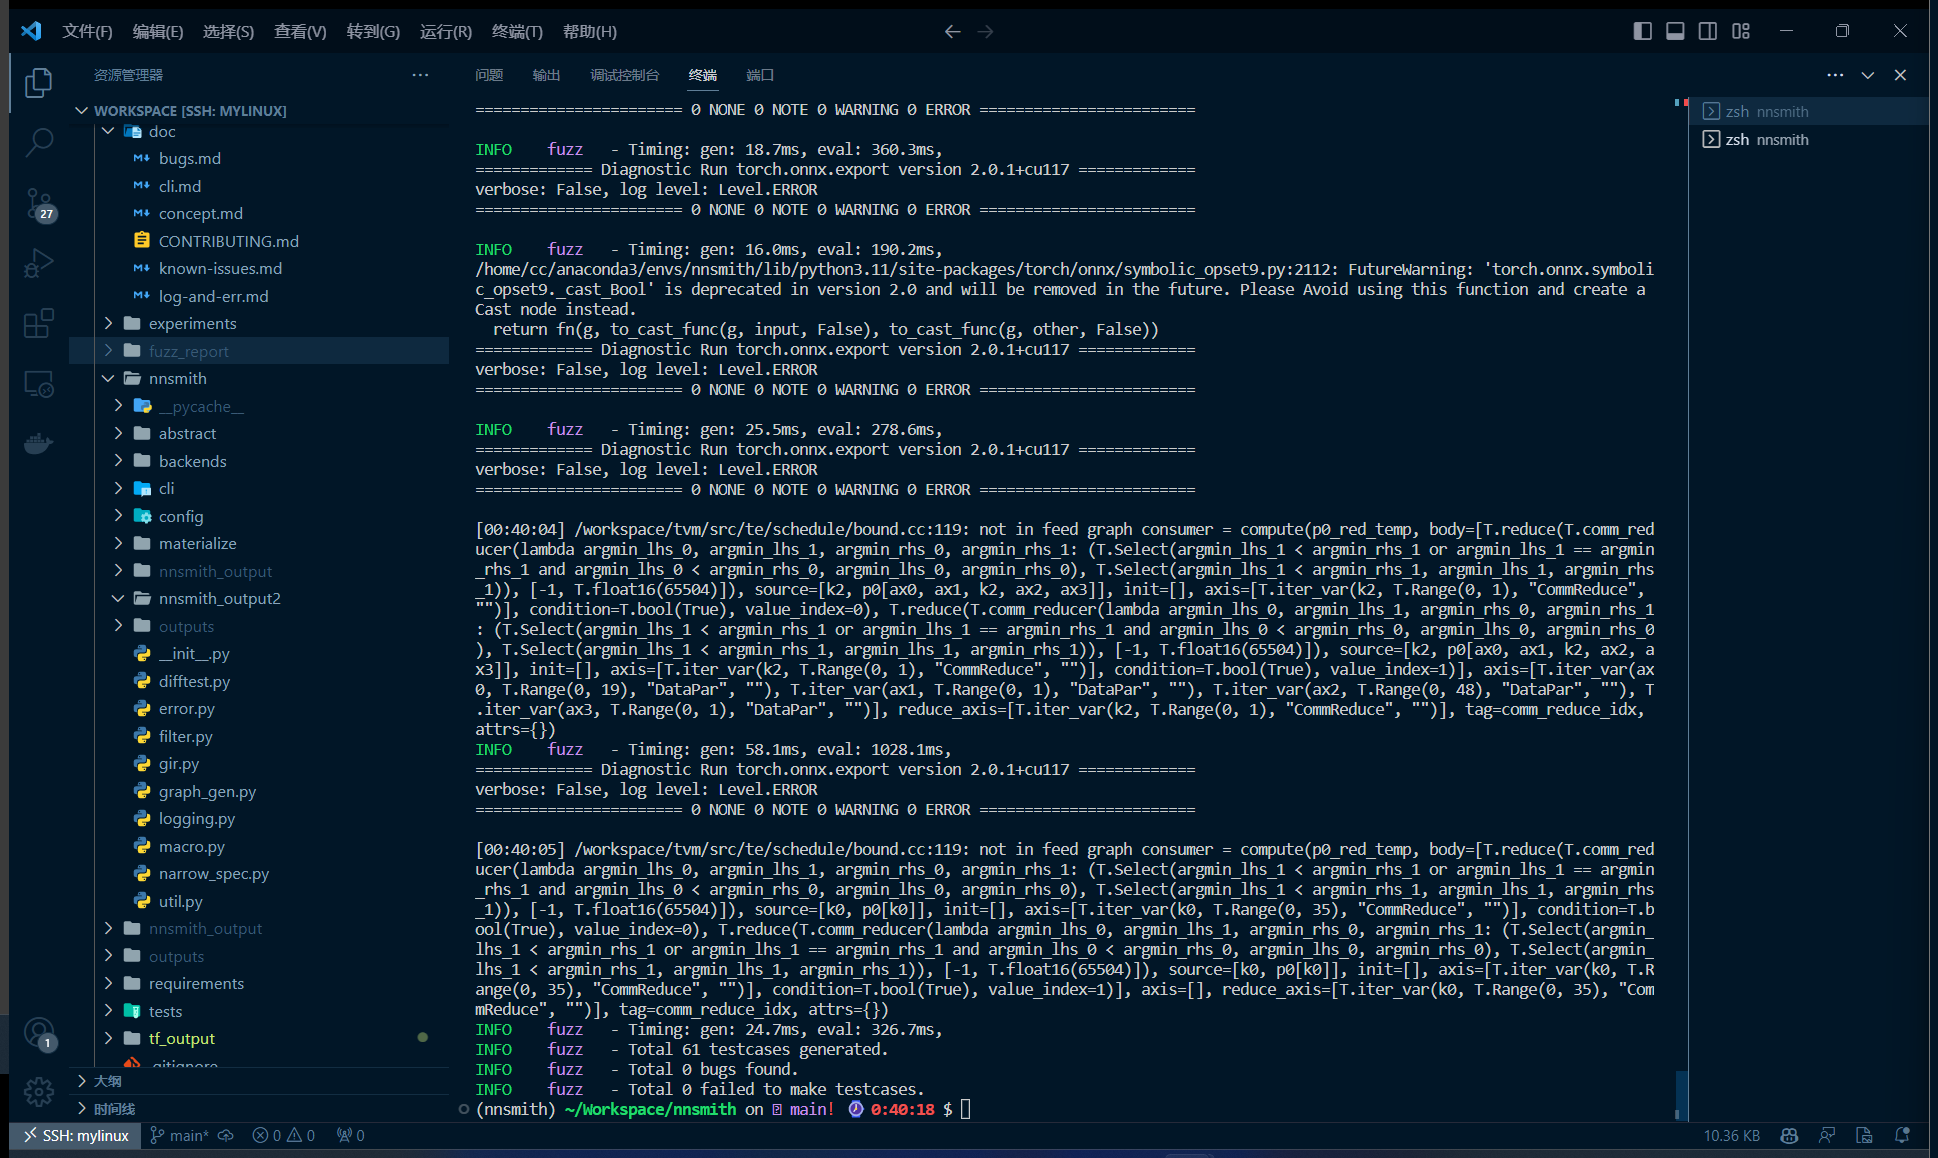 文件(F) 编辑(E) 选择(S) 查看(V) 转到(G) 运行(R) 终端(T) 帮助(H)
资源管理器
WORKSPACE [SSH: MYLINUX]
doc
bugs.md
cli.md
concept.md
CONTRIBUTING.md
known-issues.md
log-and-err.md
experiments
fuzz_report
nnsmith
__pycache__
abstract
backends
cli
config
materialize
nnsmith_output
nnsmith_output2
outputs
__init__.py
difftest.py
error.py
filter.py
gir.py
graph_gen.py
logging.py
macro.py
narrow_spec.py
util.py
nnsmith_output
outputs
requirements
tests
tf_output
.gitignore
大纲
时间线
27
1
问题 输出 调试控制台 终端 端口
======================= 0 NONE 0 NOTE 0 WARNING 0 ERROR ========================
INFO fuzz - Timing: gen: 18.7ms, eval: 360.3ms,
============= Diagnostic Run torch.onnx.export version 2.0.1+cu117 =============
verbose: False, log level: Level.ERROR
======================= 0 NONE 0 NOTE 0 WARNING 0 ERROR ========================
INFO fuzz - Timing: gen: 16.0ms, eval: 190.2ms,
/home/cc/anaconda3/envs/nnsmith/lib/python3.11/site-packages/torch/onnx/symbolic_opset9.py:2112: FutureWarning: 'torch.onnx.symboli
c_opset9._cast_Bool' is deprecated in version 2.0 and will be removed in the future. Please Avoid using this function and create a
Cast node instead.
return fn(g, to_cast_func(g, input, False), to_cast_func(g, other, False))
============= Diagnostic Run torch.onnx.export version 2.0.1+cu117 =============
verbose: False, log level: Level.ERROR
======================= 0 NONE 0 NOTE 0 WARNING 0 ERROR ========================
INFO fuzz - Timing: gen: 25.5ms, eval: 278.6ms,
============= Diagnostic Run torch.onnx.export version 2.0.1+cu117 =============
verbose: False, log level: Level.ERROR
======================= 0 NONE 0 NOTE 0 WARNING 0 ERROR ========================
[00:40:04] /workspace/tvm/src/te/schedule/bound.cc:119: not in feed graph consumer = compute(p0_red_temp, body=[T.reduce(T.comm_red
ucer(lambda argmin_lhs_0, argmin_lhs_1, argmin_rhs_0, argmin_rhs_1: (T.Select(argmin_lhs_1 < argmin_rhs_1 or argmin_lhs_1 == argmin
_rhs_1 and argmin_lhs_0 < argmin_rhs_0, argmin_lhs_0, argmin_rhs_0), T.Select(argmin_lhs_1 < argmin_rhs_1, argmin_lhs_1, argmin_rhs
_1)), [-1, T.float16(65504)]), source=[k2, p0[ax0, ax1, k2, ax2, ax3]], init=[], axis=[T.iter_var(k2, T.Range(0, 1), "CommReduce",
"")], condition=T.bool(True), value_index=0), T.reduce(T.comm_reducer(lambda argmin_lhs_0, argmin_lhs_1, argmin_rhs_0, argmin_rhs_1
: (T.Select(argmin_lhs_1 < argmin_rhs_1 or argmin_lhs_1 == argmin_rhs_1 and argmin_lhs_0 < argmin_rhs_0, argmin_lhs_0, argmin_rhs_0
), T.Select(argmin_lhs_1 < argmin_rhs_1, argmin_lhs_1, argmin_rhs_1)), [-1, T.float16(65504)]), source=[k2, p0[ax0, ax1, k2, ax2, a
x3]], init=[], axis=[T.iter_var(k2, T.Range(0, 1), "CommReduce", "")], condition=T.bool(True), value_index=1)], axis=[T.iter_var(ax
0, T.Range(0, 19), "DataPar", ""), T.iter_var(ax1, T.Range(0, 1), "DataPar", ""), T.iter_var(ax2, T.Range(0, 48), "DataPar", ""), T
.iter_var(ax3, T.Range(0, 1), "DataPar", "")], reduce_axis=[T.iter_var(k2, T.Range(0, 1), "CommReduce", "")], tag=comm_reduce_idx,
attrs={})
INFO fuzz - Timing: gen: 58.1ms, eval: 1028.1ms,
============= Diagnostic Run torch.onnx.export version 2.0.1+cu117 =============
verbose: False, log level: Level.ERROR
======================= 0 NONE 0 NOTE 0 WARNING 0 ERROR ========================
[00:40:05] /workspace/tvm/src/te/schedule/bound.cc:119: not in feed graph consumer = compute(p0_red_temp, body=[T.reduce(T.comm_red
ucer(lambda argmin_lhs_0, argmin_lhs_1, argmin_rhs_0, argmin_rhs_1: (T.Select(argmin_lhs_1 < argmin_rhs_1 or argmin_lhs_1 == argmin
_rhs_1 and argmin_lhs_0 < argmin_rhs_0, argmin_lhs_0, argmin_rhs_0), T.Select(argmin_lhs_1 < argmin_rhs_1, argmin_lhs_1, argmin_rhs
_1)), [-1, T.float16(65504)]), source=[k0, p0[k0]], init=[], axis=[T.iter_var(k0, T.Range(0, 35), "CommReduce", "")], condition=T.b
ool(True), value_index=0), T.reduce(T.comm_reducer(lambda argmin_lhs_0, argmin_lhs_1, argmin_rhs_0, argmin_rhs_1: (T.Select(argmin_
lhs_1 < argmin_rhs_1 or argmin_lhs_1 == argmin_rhs_1 and argmin_lhs_0 < argmin_rhs_0, argmin_lhs_0, argmin_rhs_0), T.Select(argmin_
lhs_1 < argmin_rhs_1, argmin_lhs_1, argmin_rhs_1)), [-1, T.float16(65504)]), source=[k0, p0[k0]], init=[], axis=[T.iter_var(k0, T.R
ange(0, 35), "CommReduce", "")], condition=T.bool(True), value_index=1)], axis=[], reduce_axis=[T.iter_var(k0, T.Range(0, 35), "Com
mReduce", "")], tag=comm_reduce_idx, attrs={})
INFO fuzz - Timing: gen: 24.7ms, eval: 326.7ms,
INFO fuzz - Total 61 testcases generated.
INFO fuzz - Total 0 bugs found.
INFO fuzz - Total 0 failed to make testcases.
(nnsmith) ~/Workspace/nnsmith on main! 0:40:18 $
zsh nnsmith
zsh nnsmith
SSH: mylinux main* 0 0 0 10.36 KB